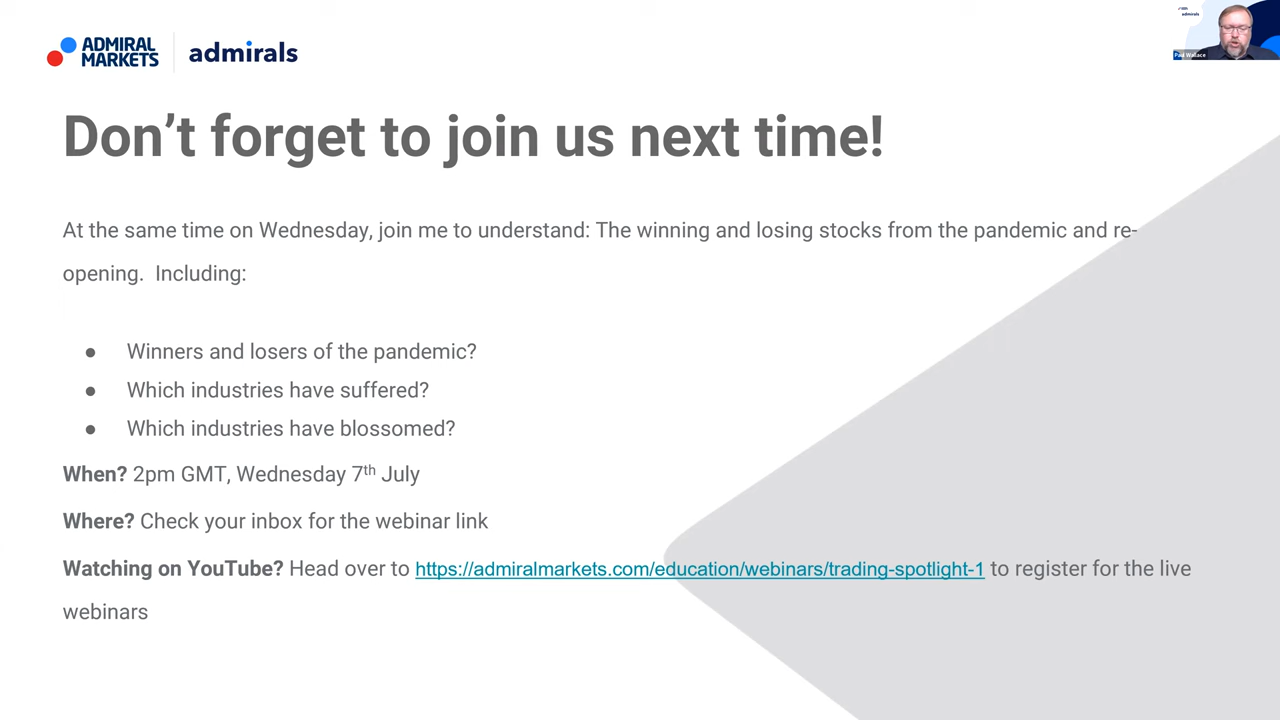 ADMIRAL
MARKETS
admirals
admirals
Paul Wallace
Don’t forget to join us next time!
At the same time on Wednesday, join me to understand: The winning and losing stocks from the pandemic and re-
opening. Including:
● Winners and losers of the pandemic?
● Which industries have suffered?
● Which industries have blossomed?
When? 2pm GMT, Wednesday 7th July
Where? Check your inbox for the webinar link
Watching on YouTube? Head over to https://admiralmarkets.com/education/webinars/trading-spotlight-1 to register for the live
webinars